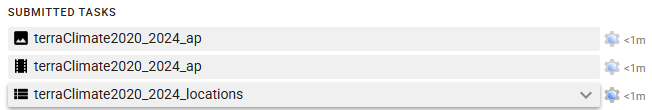 SUBMITTED TASKS
terraClimate2020_2024_ap <1m
terraClimate2020_2024_ap <1m
terraClimate2020_2024_locations <1m